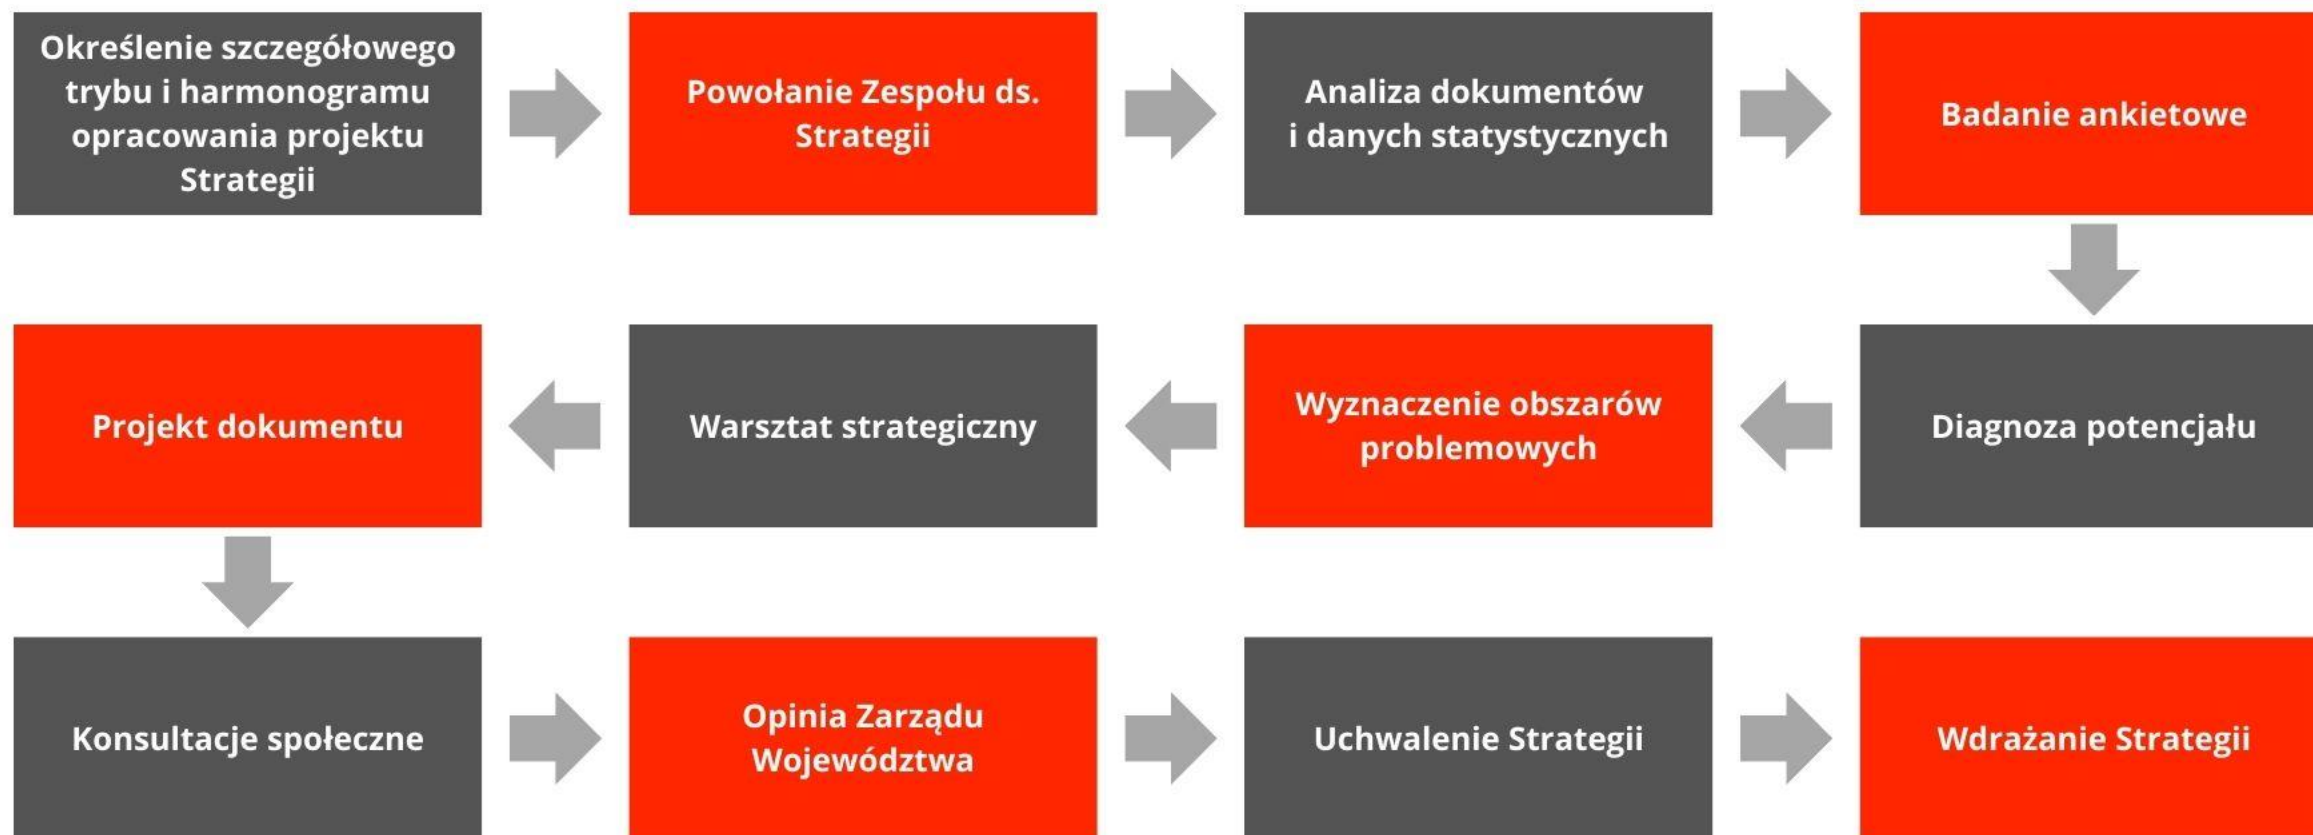 Określenie szczegółowego
trybu i harmonogramu
opracowania projektu
Strategii
Powołanie Zespołu ds.
Strategii
Analiza dokumentów
i danych statystycznych
Badanie ankietowe
Diagnoza potencjału
Wyznaczenie obszarów
problemowych
Warsztat strategiczny
Projekt dokumentu
Konsultacje społeczne
Opinia Zarządu
Województwa
Uchwalenie Strategii
Wdrażanie Strategii